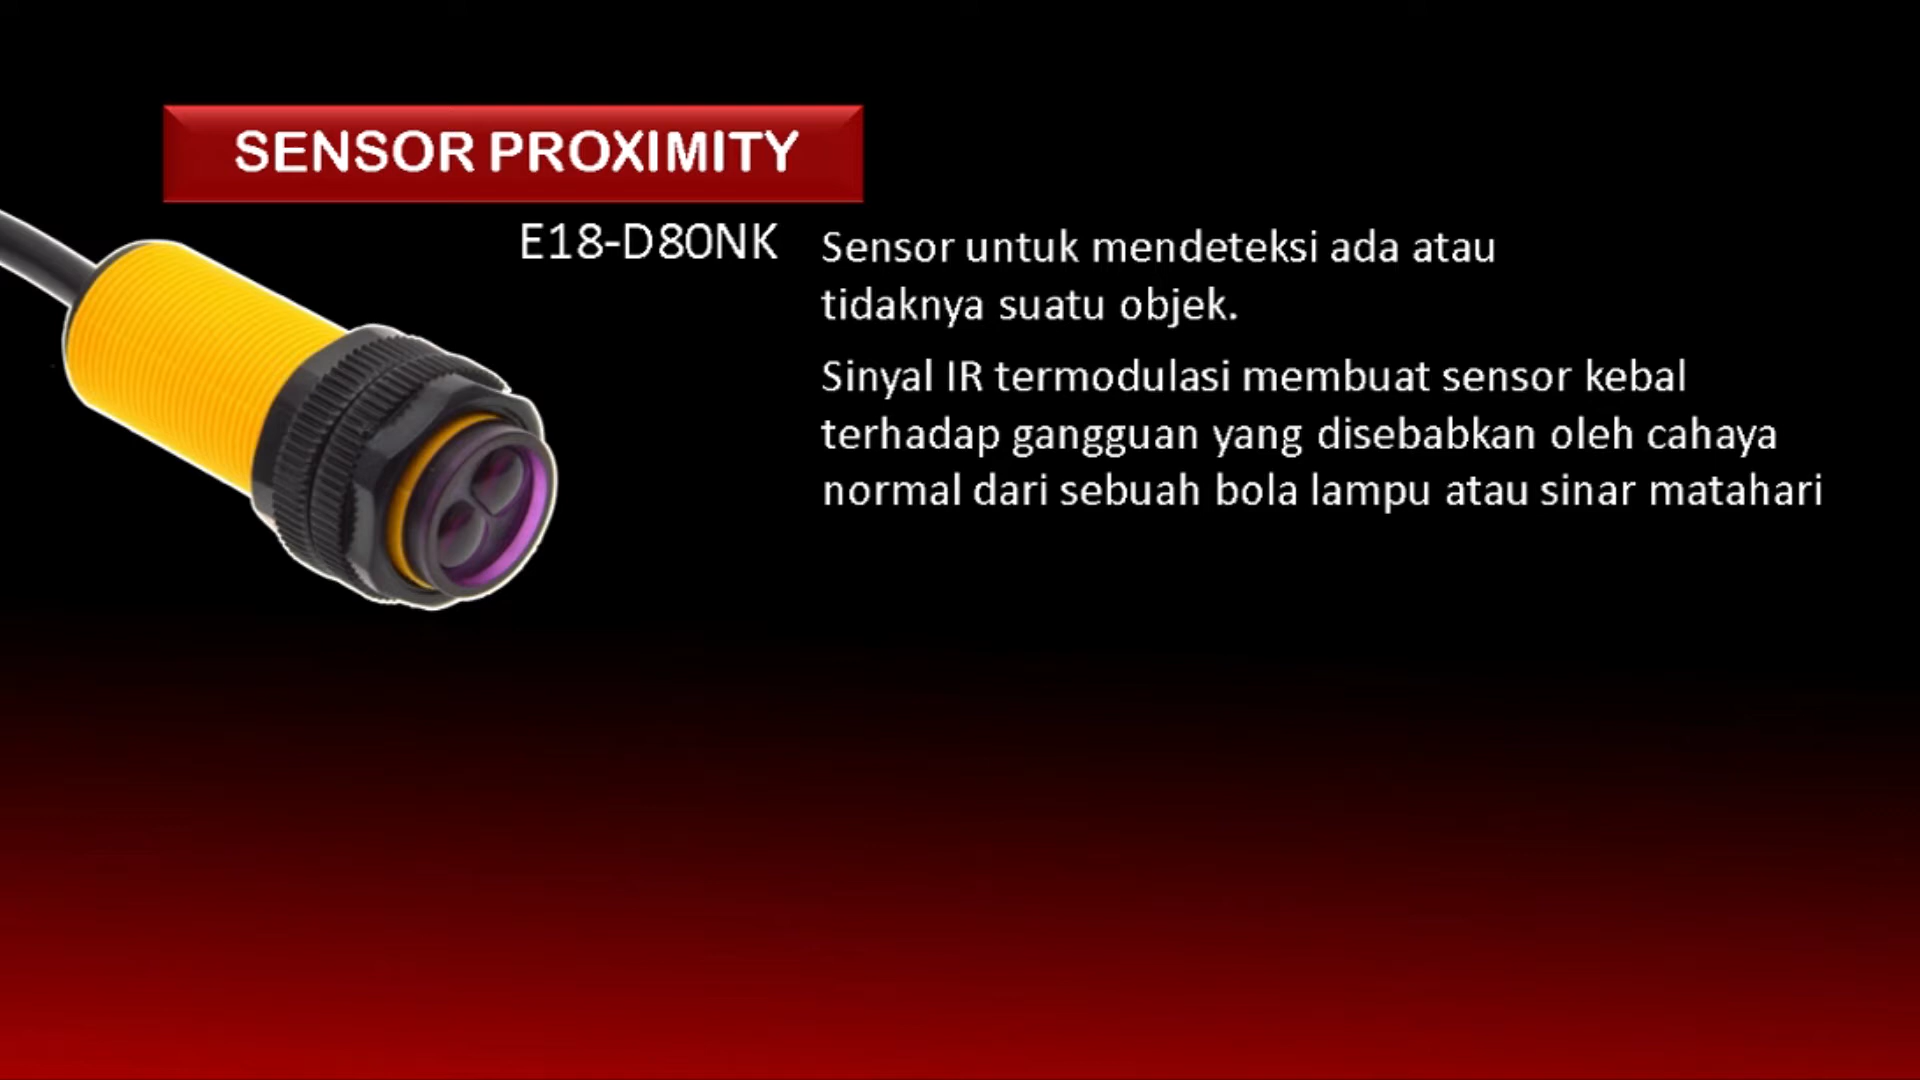 SENSOR PROXIMITY
E18-D80NK
Sensor untuk mendeteksi ada atau
tidaknya suatu objek.
Sinyal IR termodulasi membuat sensor kebal
terhadap gangguan yang disebabkan oleh cahaya
normal dari sebuah bola lampu atau sinar matahari